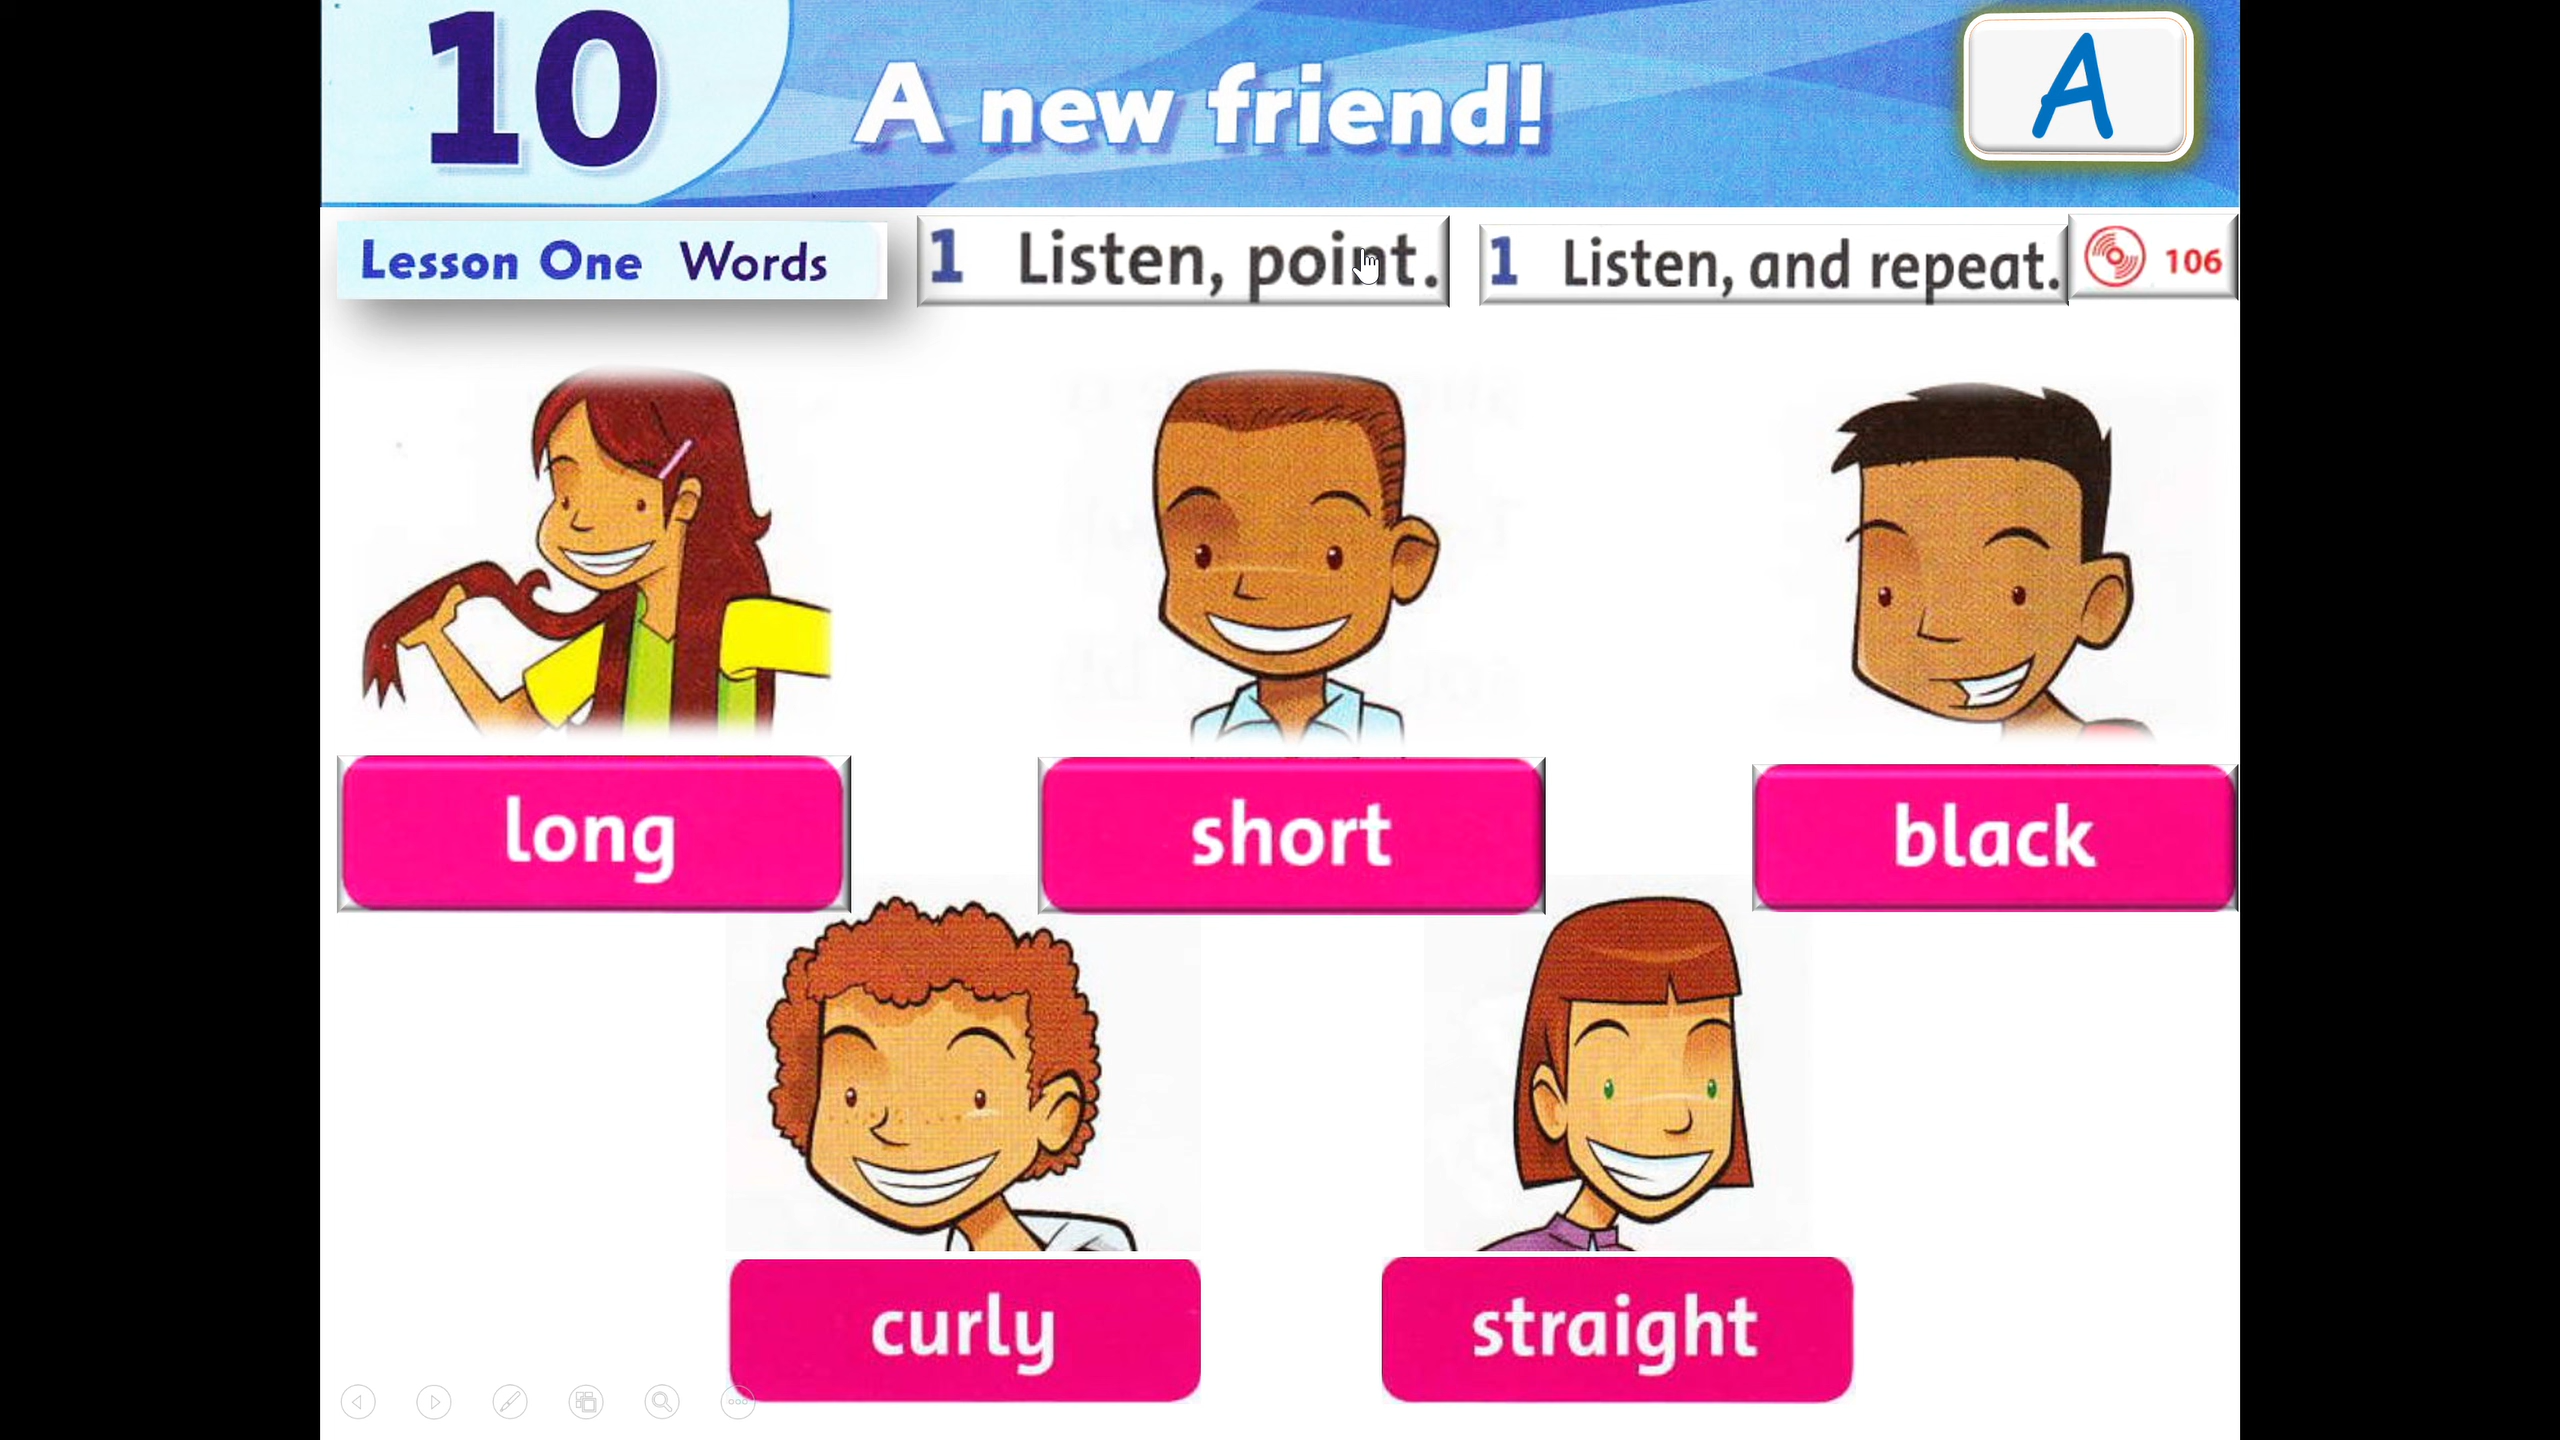 10 A new friend! A
Lesson One Words
1 Listen, point.
1 Listen, and repeat. 106
long
short
black
curly
straight